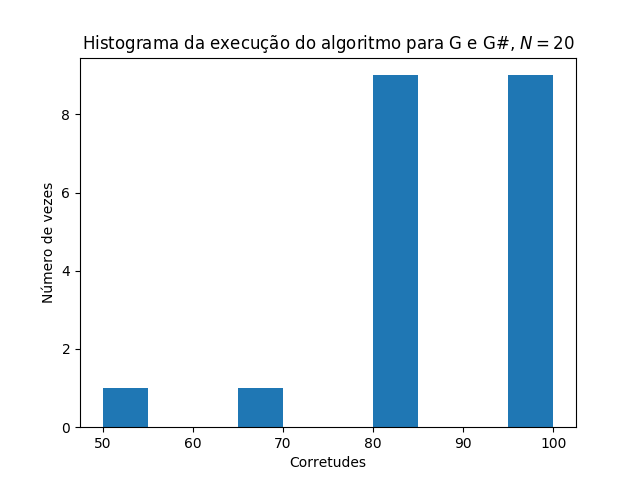 Histograma da execução do algoritmo para G e G#, N = 20
8
6
4
2
0
Número de vezes
50 60 70 80 90 100
Corretudes